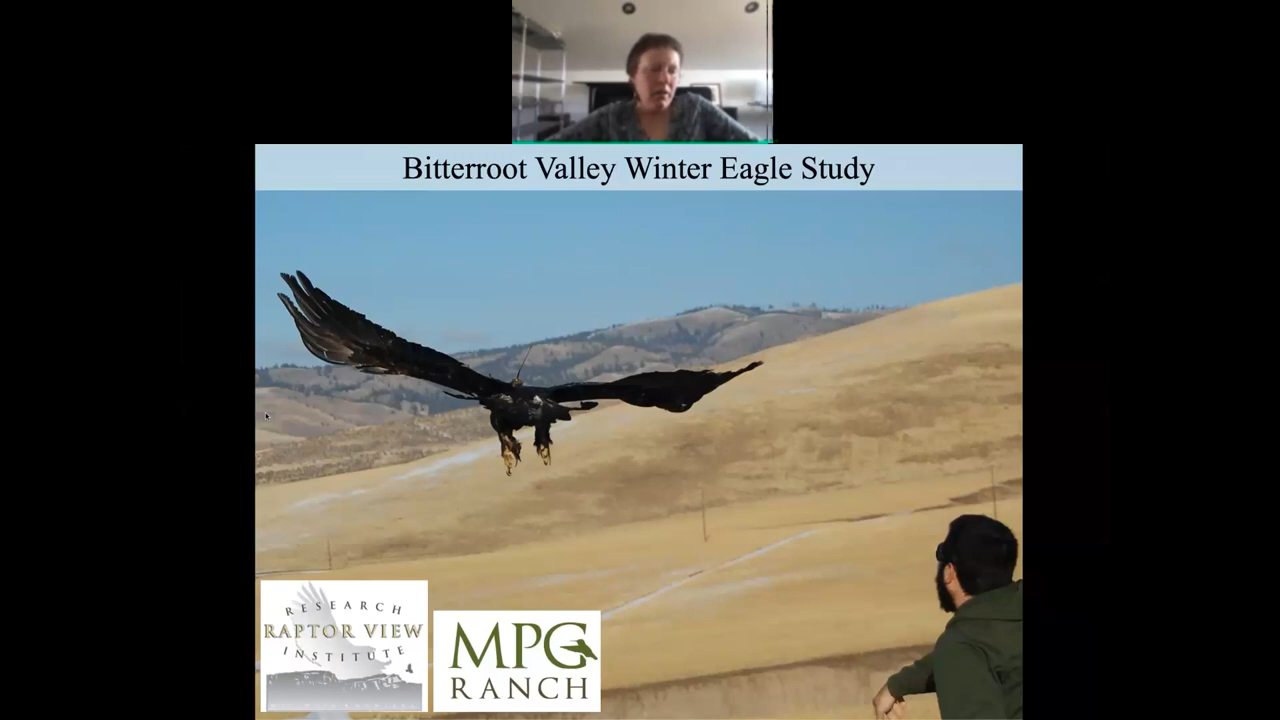 Bitterroot Valley Winter Eagle Study
RESEARCH
RAPTOR VIEW
INSTITUTE
MPG
RANCH